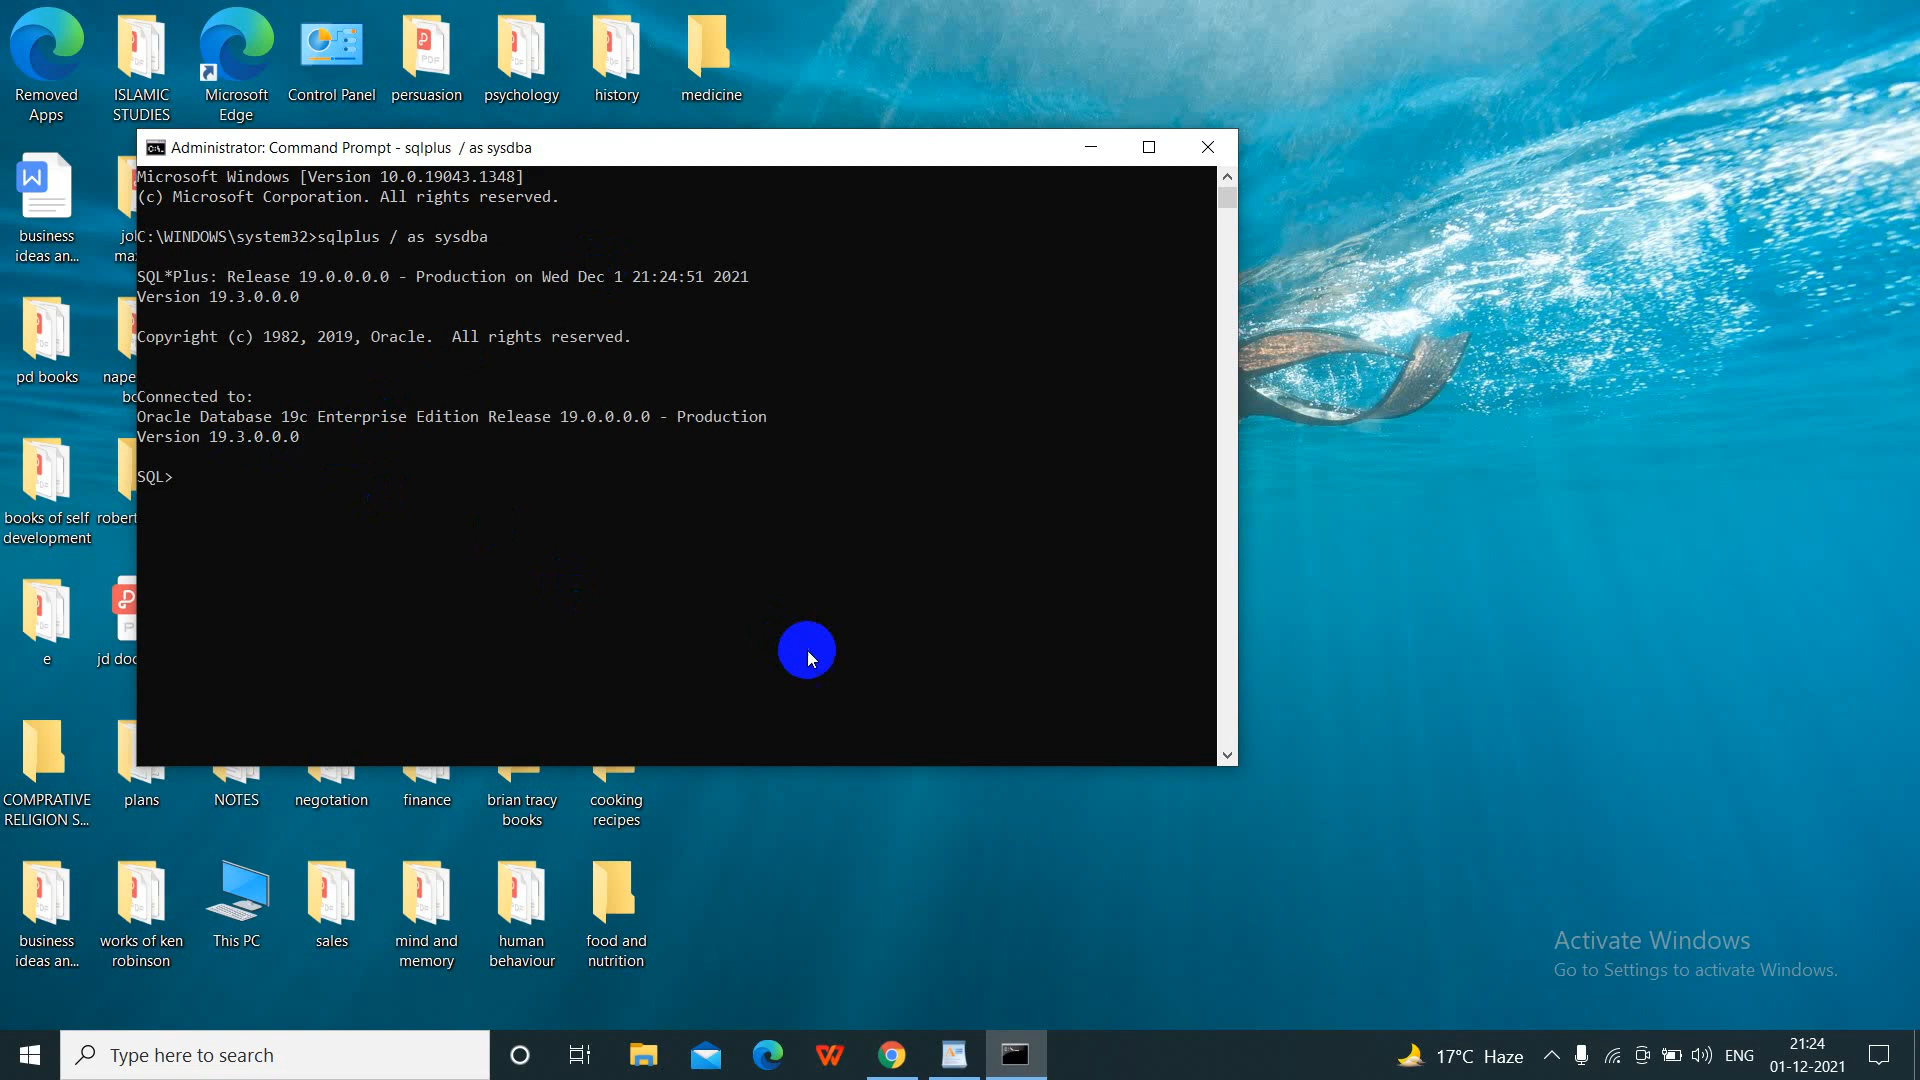 Removed
Apps
ISLAMIC
STUDIES
Microsoft
Edge
Control Panel
persuasion
psychology
history
medicine
Administrator: Command Prompt - sqlplus / as sysdba
Microsoft Windows [Version 10.0.19043.1348]
(c) Microsoft Corporation. All rights reserved.
C:\WINDOWS\system32>sqlplus / as sysdba
SQL*Plus: Release 19.0.0.0.0 - Production on Wed Dec 1 21:24:51 2021
Version 19.3.0.0.0
Copyright (c) 1982, 2019, Oracle.  All rights reserved.
Connected to:
Oracle Database 19c Enterprise Edition Release 19.0.0.0.0 - Production
Version 19.3.0.0.0
SQL>
business
ideas an...
pd books
books of self
development
robert
e
jd doc
COMPRATIVE
RELIGION S...
plans
NOTES
negotation
finance
brian tracy
books
cooking
recipes
business
ideas an...
works of ken
robinson
This PC
sales
mind and
memory
human
behaviour
food and
nutrition
Activate Windows
Go to Settings to activate Windows.
Type here to search
17°C Haze
ENG
21:24
01-12-2021